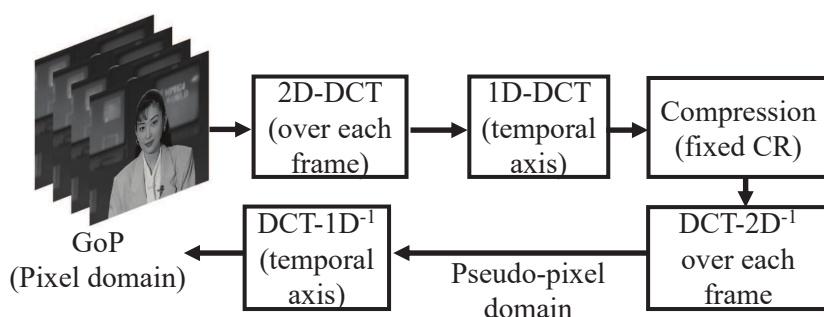 2D-DCT
(over each
frame)
1D-DCT
(temporal
axis)
Compression
(fixed CR)
GoP
(Pixel domain)
DCT-1D-1
(temporal
axis)
Pseudo-pixel
domain
DCT-2D-1
over each
frame